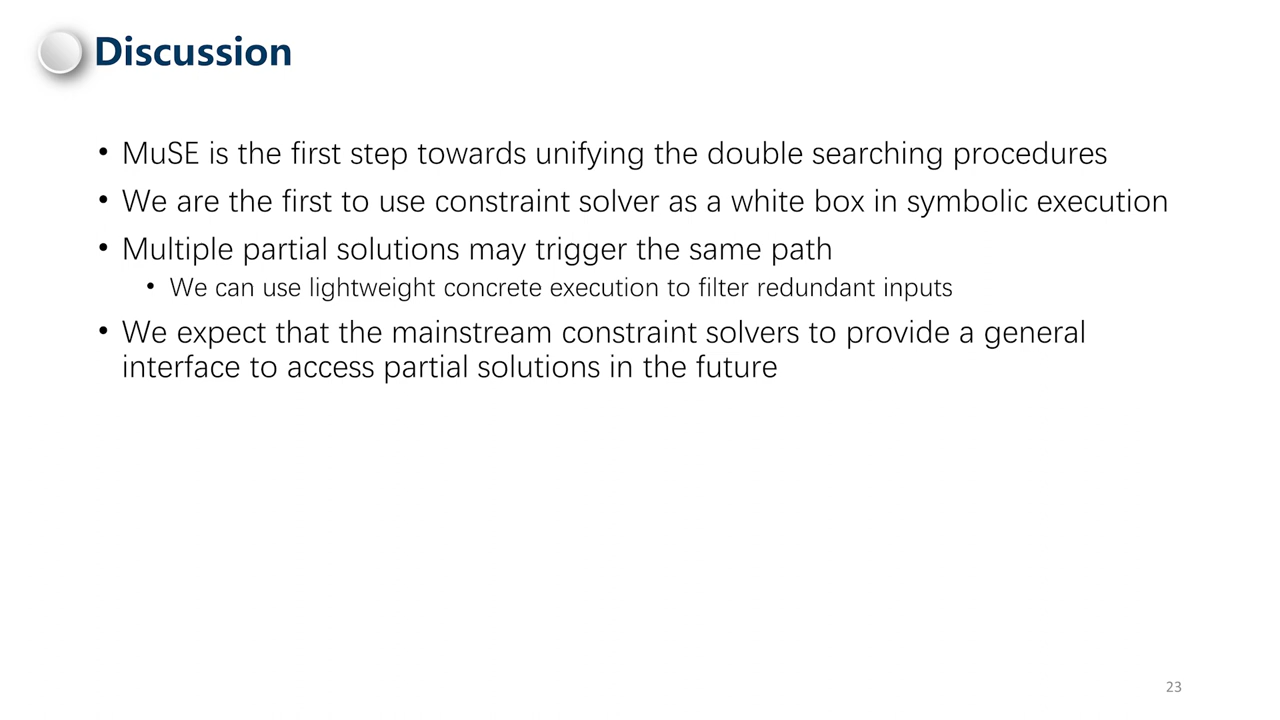 Discussion
• MuSE is the first step towards unifying the double searching procedures
• We are the first to use constraint solver as a white box in symbolic execution
• Multiple partial solutions may trigger the same path
• We can use lightweight concrete execution to filter redundant inputs
• We expect that the mainstream constraint solvers to provide a general
interface to access partial solutions in the future
23